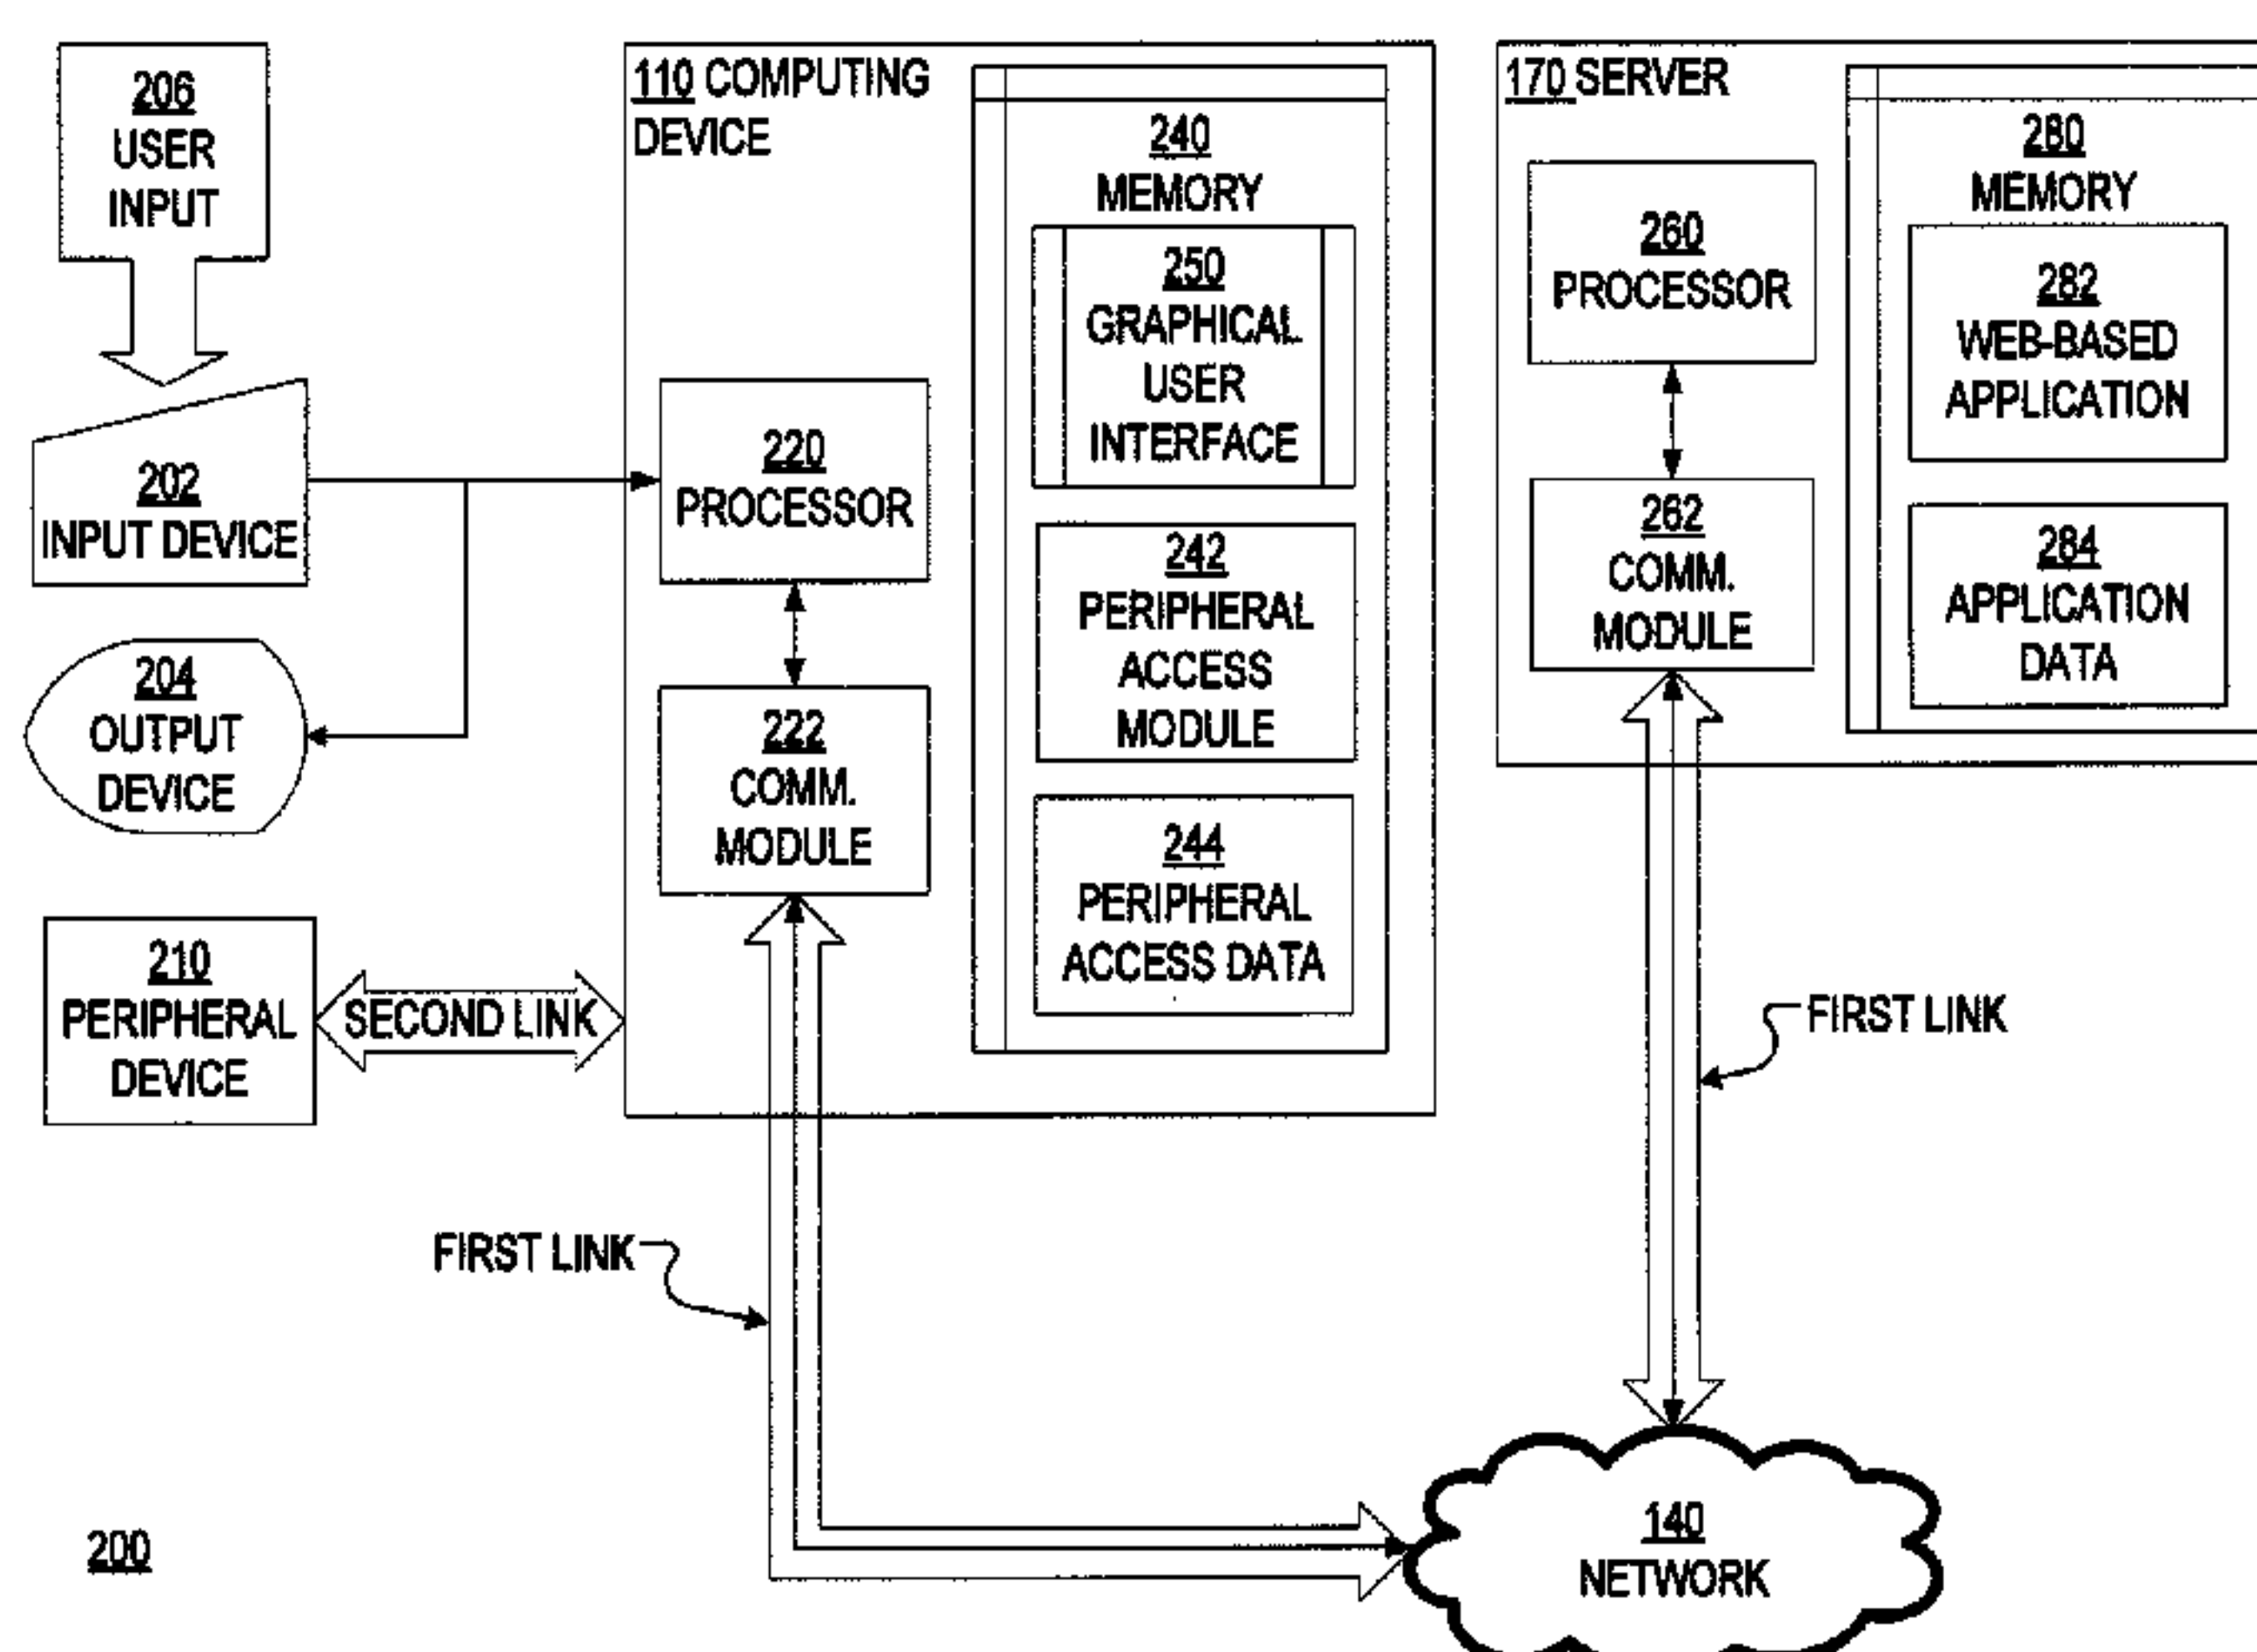 206
USER
INPUT
202
INPUT DEVICE
204
OUTPUT
DEVICE
210
PERIPHERAL
DEVICE
SECOND LINK
110 COMPUTING
DEVICE
220
PROCESSOR
222
COMM.
MODULE
240
MEMORY
250
GRAPHICAL
USER
INTERFACE
242
PERIPHERAL
ACCESS
MODULE
244
PERIPHERAL
ACCESS DATA
170 SERVER
260
PROCESSOR
262
COMM.
MODULE
280
MEMORY
282
WEB-BASED
APPLICATION
284
APPLICATION
DATA
FIRST LINK
FIRST LINK
140
NETWORK
200